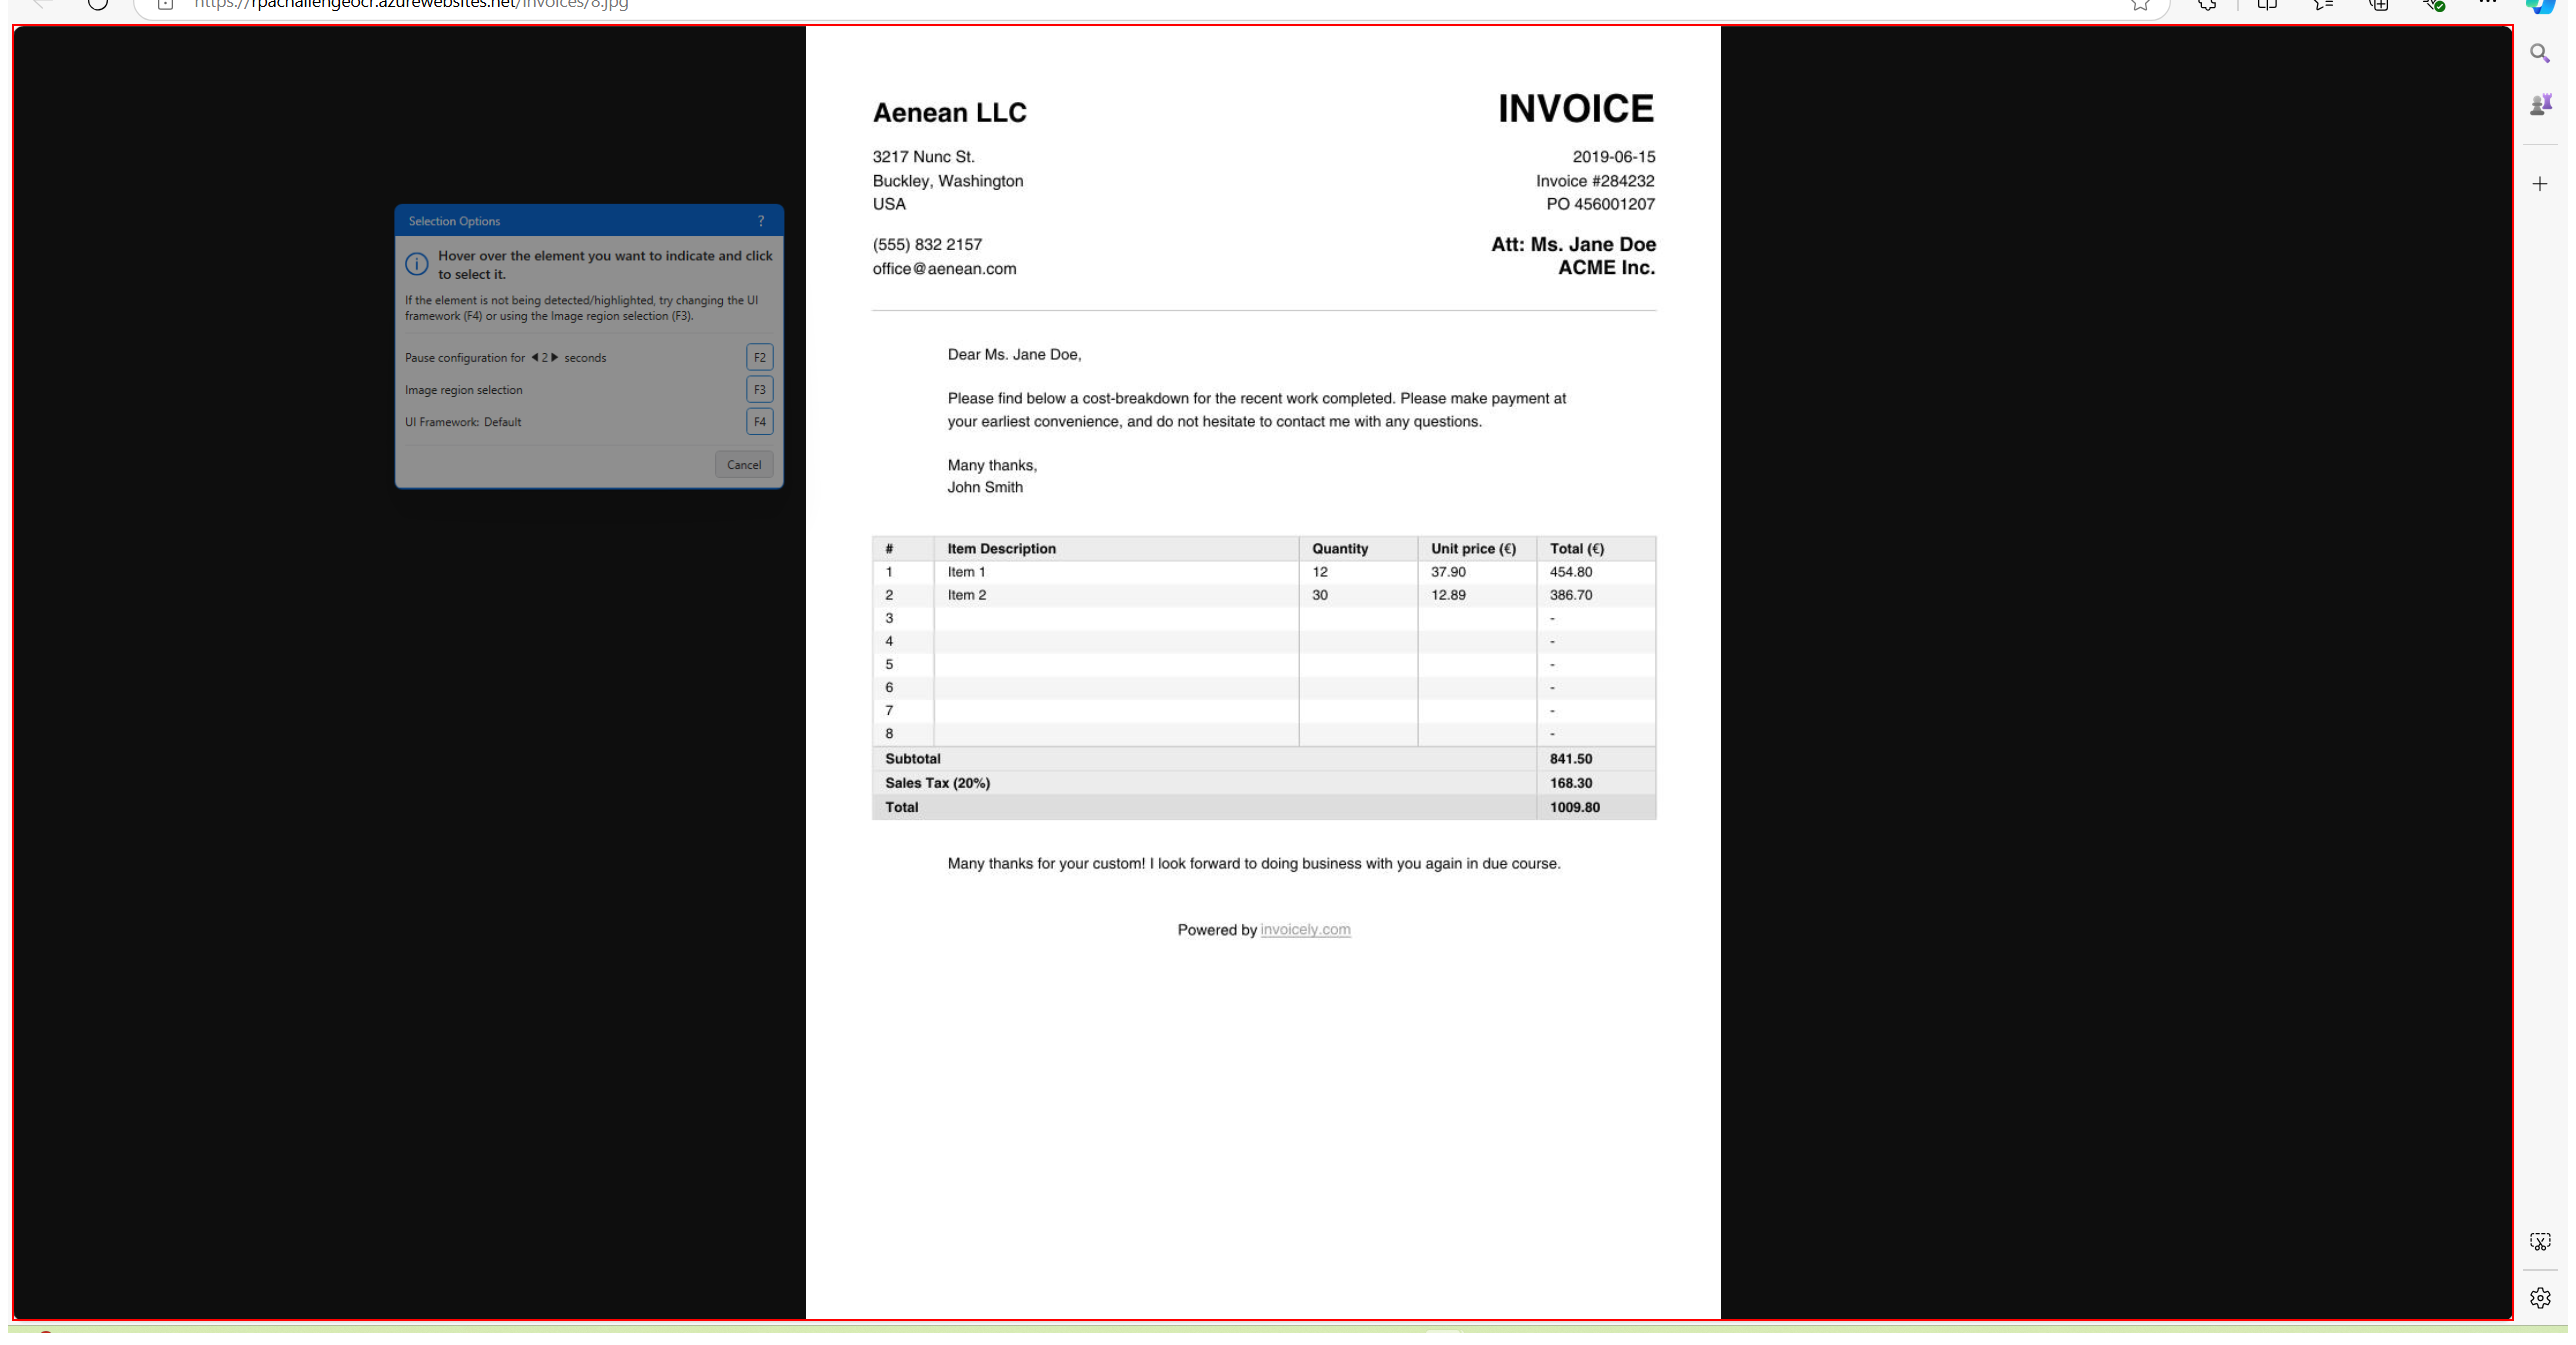 https://rpachallengeocr.azurewebsites.net/invoices/8.jpg
Selection Options ?
Hover over the element you want to indicate and click
to select it.
If the element is not being detected/highlighted, try changing the UI
framework (F4) or using the Image region selection (F3).
Pause configuration for 2 seconds F2
Image region selection F3
UI Framework: Default F4
Cancel
Aenean LLC INVOICE
3217 Nunc St. 2019-06-15
Buckley, Washington Invoice #284232
USA PO 456001207
(555) 832 2157 Att: Ms. Jane Doe
office@aenean.com ACME Inc.
Dear Ms. Jane Doe,
Please find below a cost-breakdown for the recent work completed. Please make payment at
your earliest convenience, and do not hesitate to contact me with any questions.
Many thanks,
John Smith
# Item Description Quantity Unit price (€) Total (€)
1 Item 1 12 37.90 454.80
2 Item 2 30 12.89 386.70
3 -
4 -
5 -
6 -
7 -
8 -
Subtotal 841.50
Sales Tax (20%) 168.30
Total 1009.80
Many thanks for your custom! I look forward to doing business with you again in due course.
Powered by invoicely.com